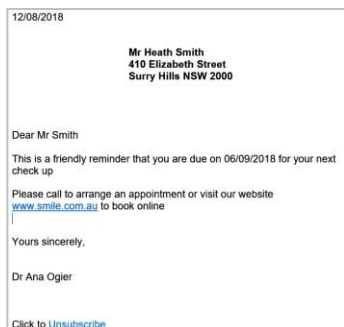 12/08/2018
Mr Heath Smith
410 Elizabeth Street
Surry Hills NSW 2000
Dear Mr Smith
This is a friendly reminder that you are due on 06/09/2018 for your next
check up
Please call to arrange an appointment or visit our website
www.smile.com.au to book online
Yours sincerely,
Dr Ana Ogier
Click to Unsubscribe